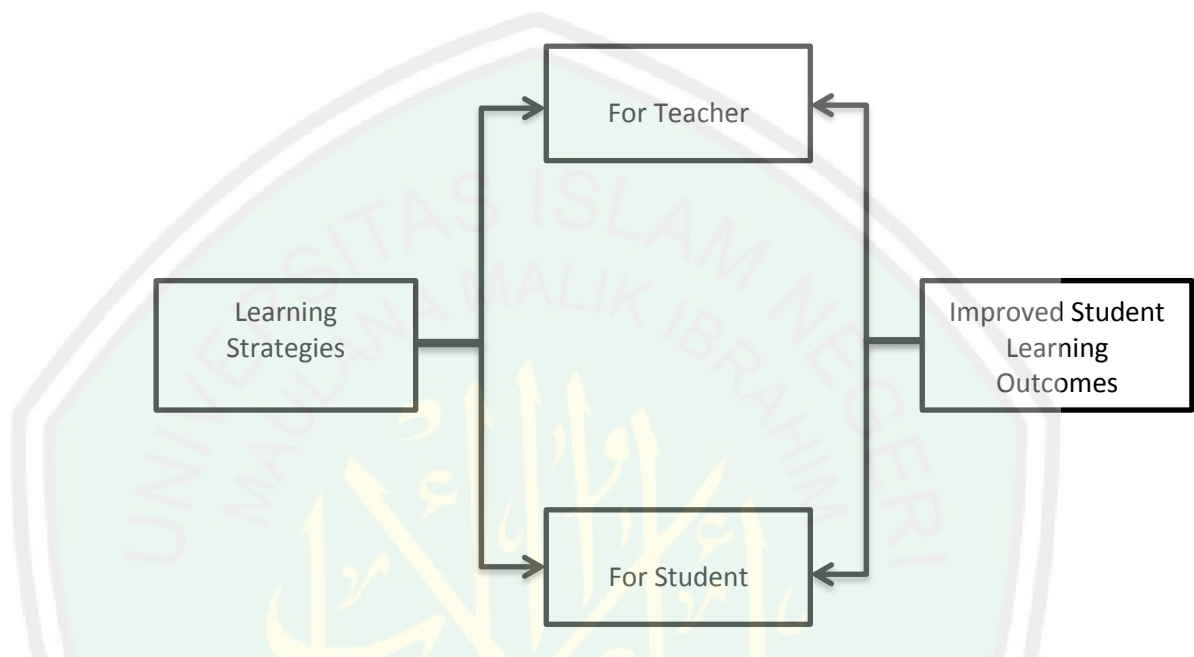 For Teacher
UNIVERSITAS ISLAM NEGERI
MAULANA MALIK IBRAHIM
Learning
Strategies
Improved Student
Learning
Outcomes
For Student